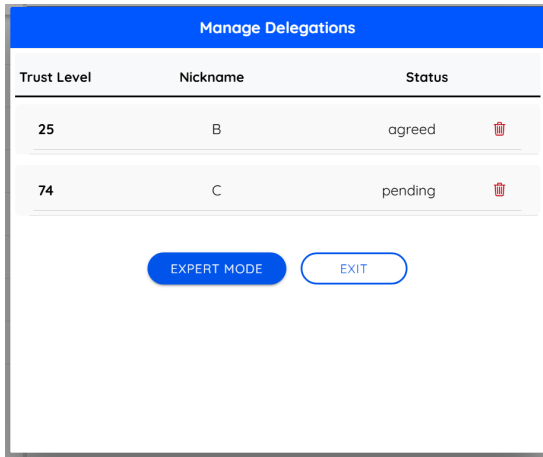 Manage Delegations
Trust Level Nickname Status
25 B agreed
74 C pending
EXPERT MODE EXIT